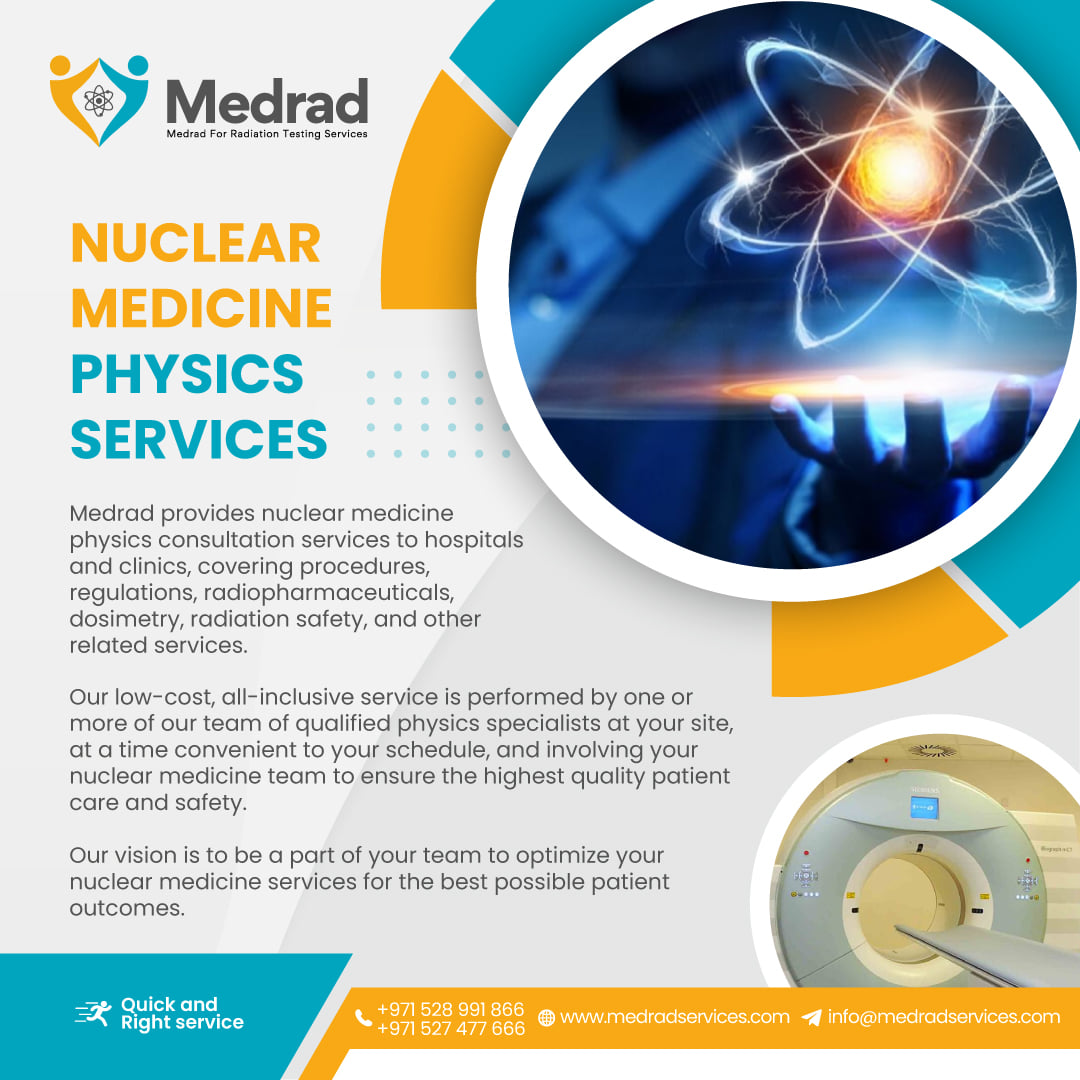 Medrad
Medrad For Radiation Testing Services
NUCLEAR
MEDICINE
PHYSICS
SERVICES
Medrad provides nuclear medicine
physics consultation services to hospitals
and clinics, covering procedures,
regulations, radiopharmaceuticals,
dosimetry, radiation safety, and other
related services.
Our low-cost, all-inclusive service is performed by one or
more of our team of qualified physics specialists at your site,
at a time convenient to your schedule, and involving your
nuclear medicine team to ensure the highest quality patient
care and safety.
Our vision is to be a part of your team to optimize your
nuclear medicine services for the best possible patient
outcomes.
SIEMENS
Biograph mCT
Quick and
Right service
+971 528 991 866
+971 527 477 666
www.medradservices.com
info@medradservices.com